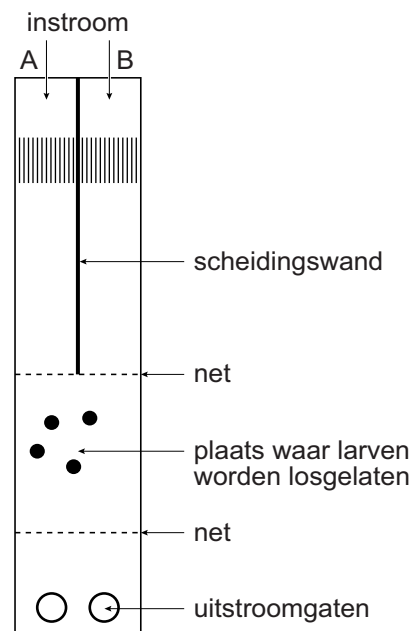 instroom
A B
scheidingswand
net
plaats waar larven
worden losgelaten
net
uitstroomgaten